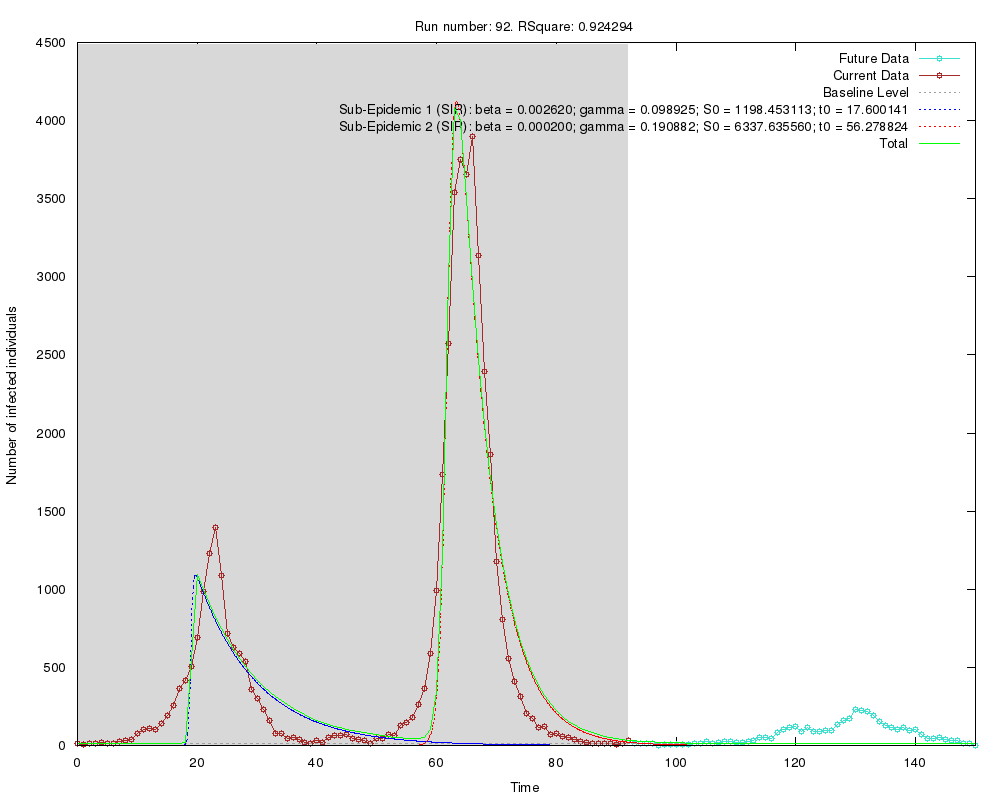 Run number: 92. RSquare: 0.924294
4500
4000
3500
3000
2500
2000
1500
1000
500
0
Number of infected individuals
Future Data
Current Data
Baseline Level
Sub-Epidemic 1 (SIR): beta = 0.002620; gamma = 0.098925; S0 = 1198.453113; t0 = 17.600141
Sub-Epidemic 2 (SIR): beta = 0.000200; gamma = 0.190882; S0 = 6337.635560; t0 = 56.278824
Total
0 20 40 60 80 100 120 140
Time